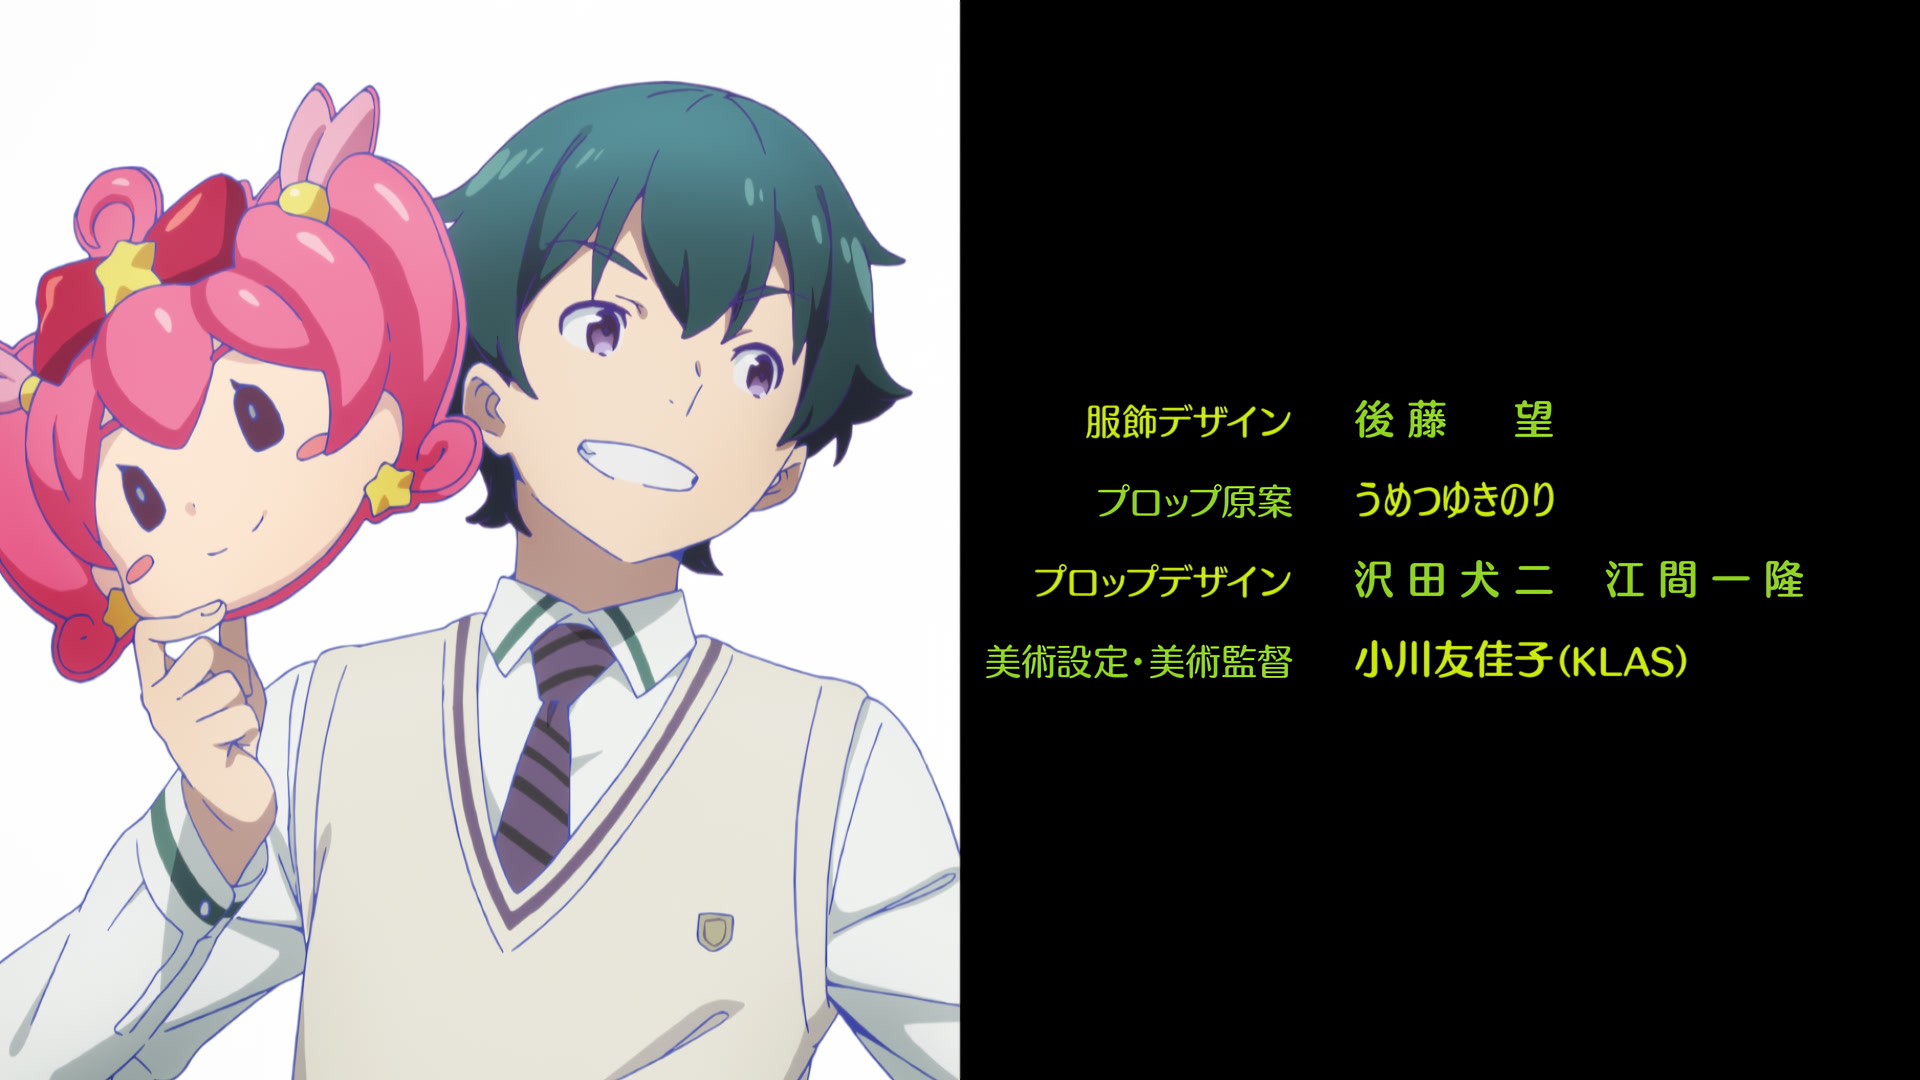 服飾デザイン 後藤 望
プロップ原案 うめつゆきのり
プロップデザイン 沢田犬二 江間一隆
美術設定・美術監督 小川友佳子(KLAS)